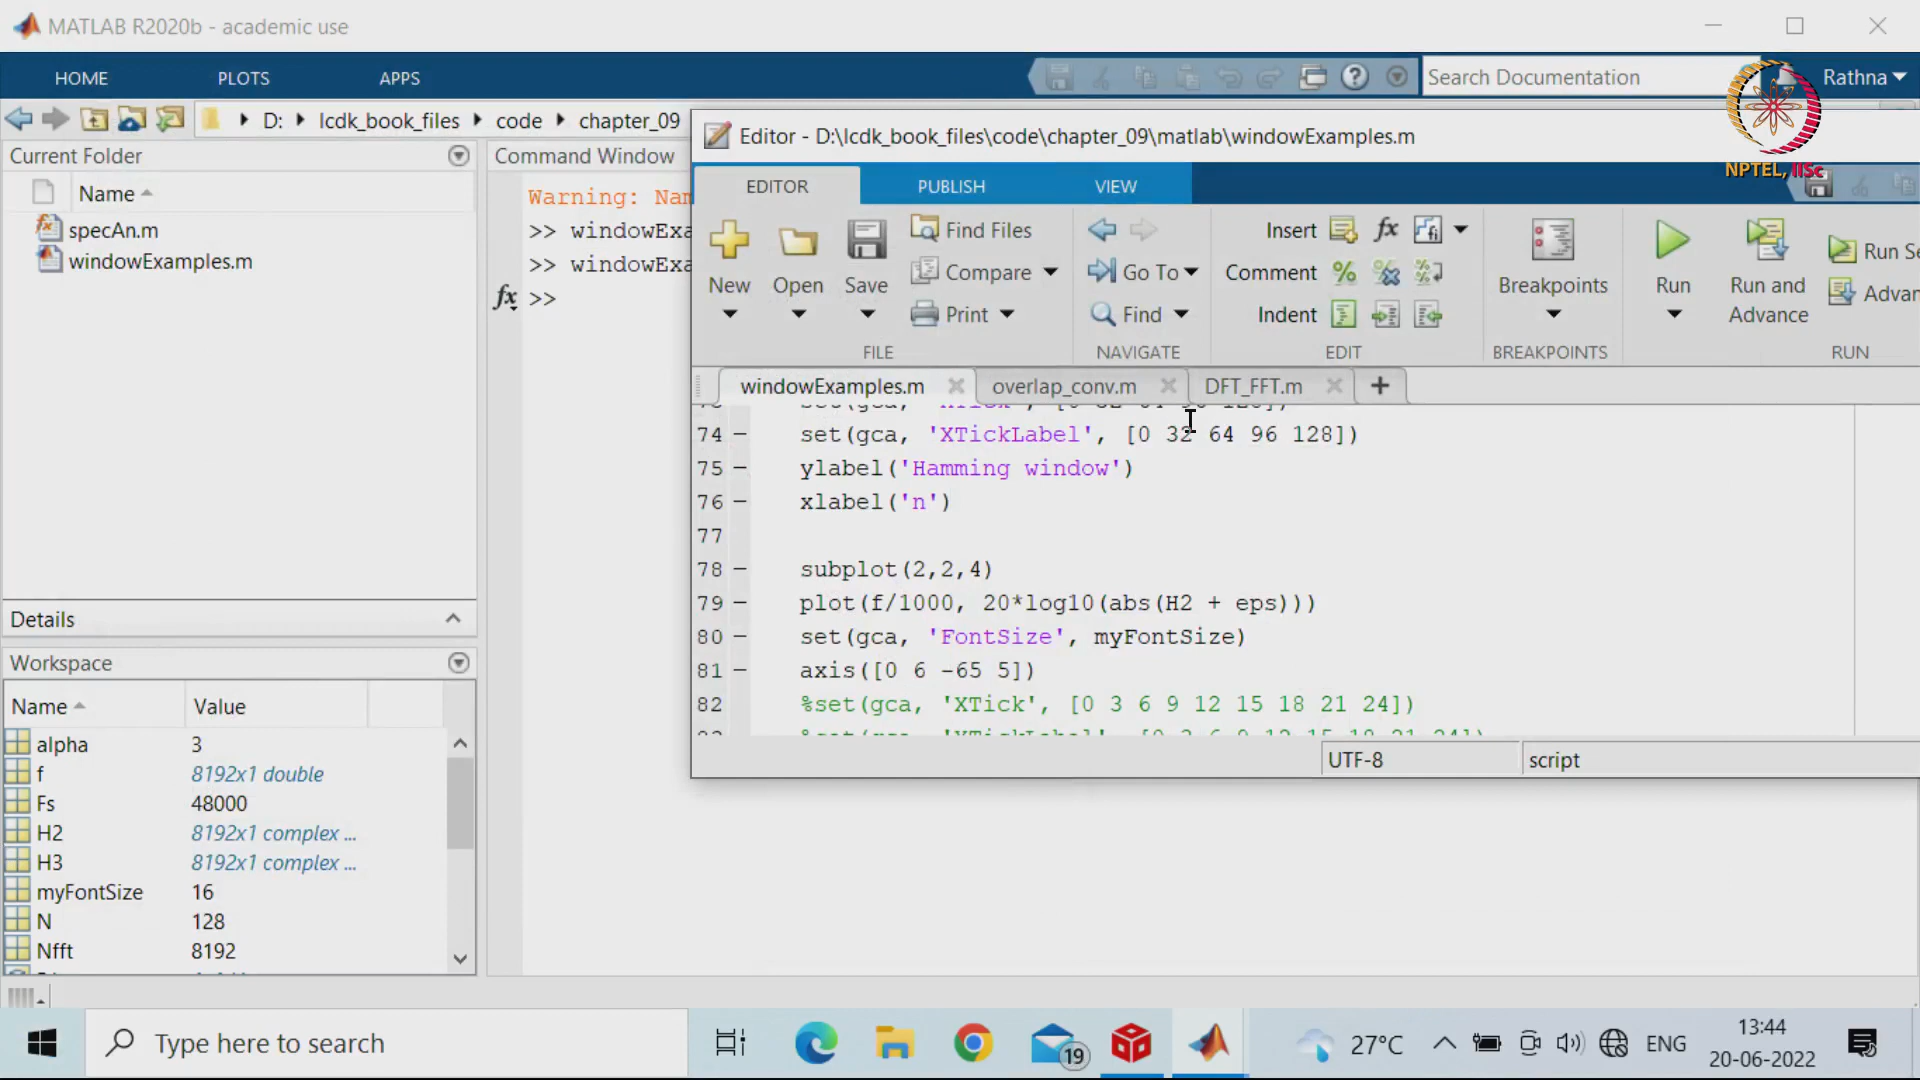 MATLAB R2020b - academic use
HOME PLOTS APPS
Search Documentation
Rathna
D: lcdk_book_files code chapter_09
NPTEL, IISc
Current Folder
Name
specAn.m
windowExamples.m
Details
Workspace
Name Value
alpha 3
f 8192x1 double
Fs 48000
H2 8192x1 complex ...
H3 8192x1 complex ...
myFontSize 16
N 128
Nfft 8192
Command Window
Warning: Nam
>> windowExa
>> windowExa
fx >>
Editor - D:\lcdk_book_files\code\chapter_09\matlab\windowExamples.m
EDITOR PUBLISH VIEW
New Open Save
Find Files
Compare
Print
FILE
Go To
Find
NAVIGATE
Insert fx
Comment
Indent
EDIT
Breakpoints
BREAKPOINTS
Run
Run and Advance
Run Se
Advan
RUN
windowExamples.m overlap_conv.m DFT_FFT.m
74 set(gca, 'XTickLabel', [0 32 64 96 128])
75 ylabel('Hamming window')
76 xlabel('n')
77
78 subplot(2,2,4)
79 plot(f/1000, 20*log10(abs(H2 + eps)))
80 set(gca, 'FontSize', myFontSize)
81 axis([0 6 -65 5])
82 %set(gca, 'XTick', [0 3 6 9 12 15 18 21 24])
UTF-8 script
Type here to search
19
27°C
ENG
13:44
20-06-2022